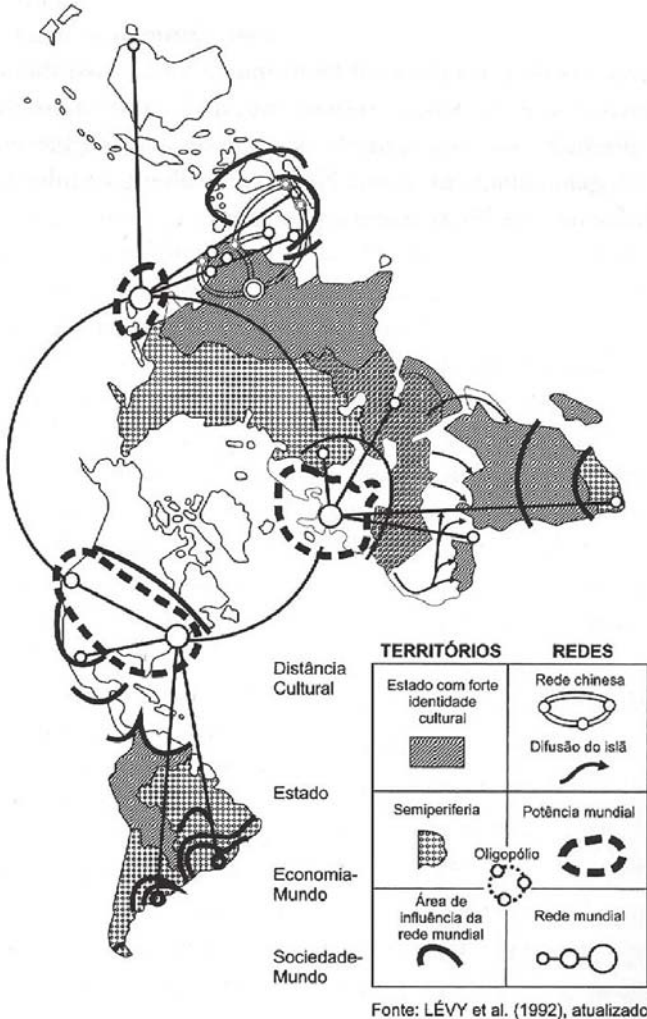 TERRITÓRIOS
REDES
Distância
Cultural
Estado com forte
identidade
cultural
Rede chinesa
Difusão do islã
Estado
Semiperiferia
Potência mundial
Oligopólio
Economia-
Mundo
Área de
influência da
rede mundial
Rede mundial
Sociedade-
Mundo
Fonte: LÉVY et al. (1992), atualizado